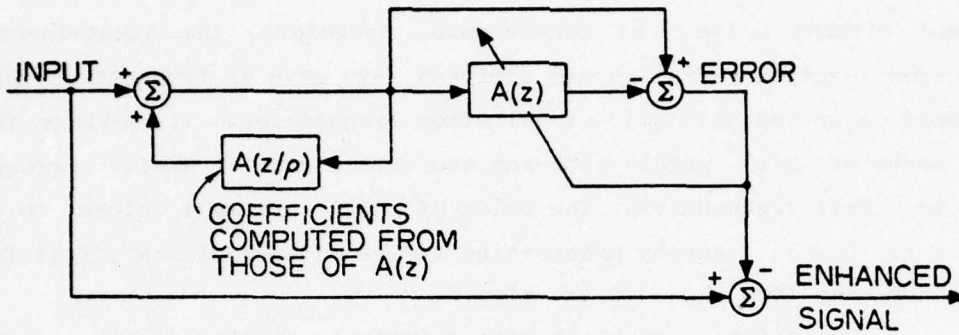 INPUT
+
Σ
+
A(z)
−
+
Σ
ERROR
A(z/ρ)
COEFFICIENTS
COMPUTED FROM
THOSE OF A(z)
+
−
Σ
ENHANCED
SIGNAL